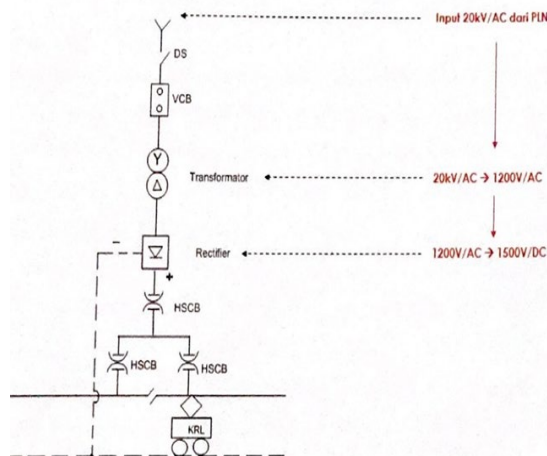 Input 20kV/AC dari PLN
DS
VCB
Y
Δ
Transformator
20kV/AC → 1200V/AC
−
Rectifier
1200V/AC → 1500V/DC
+
HSCB
HSCB
HSCB
KRL